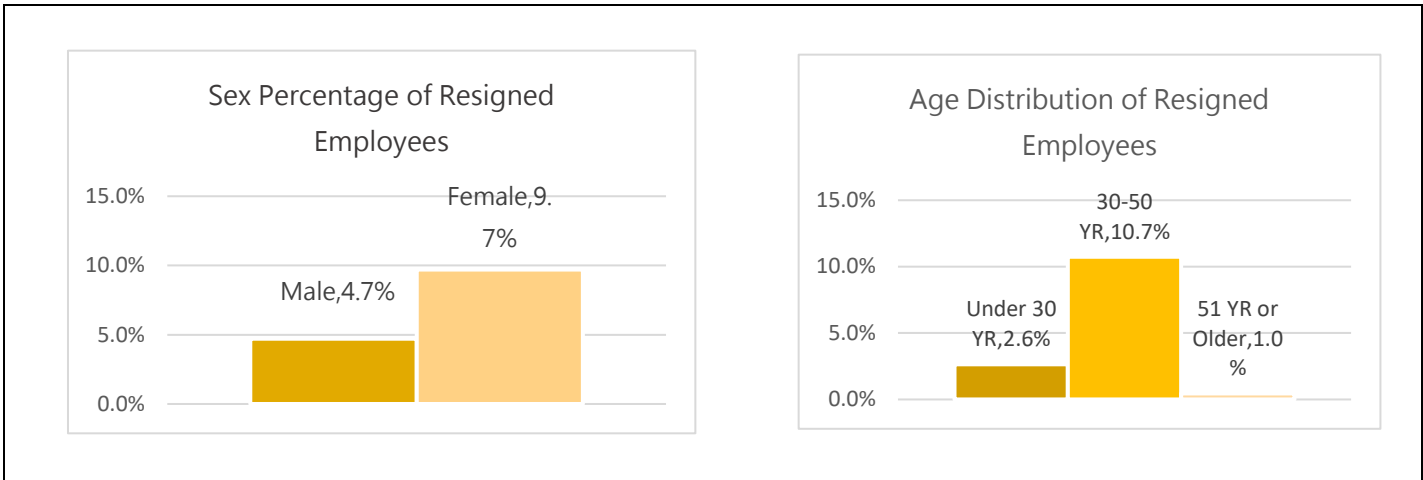 Sex Percentage of Resigned
Employees
15.0%
10.0%
5.0%
0.0%
Male,4.7%
Female,9.
7%
Age Distribution of Resigned
Employees
15.0%
10.0%
5.0%
0.0%
Under 30
YR,2.6%
30-50
YR,10.7%
51 YR or
Older,1.0
%